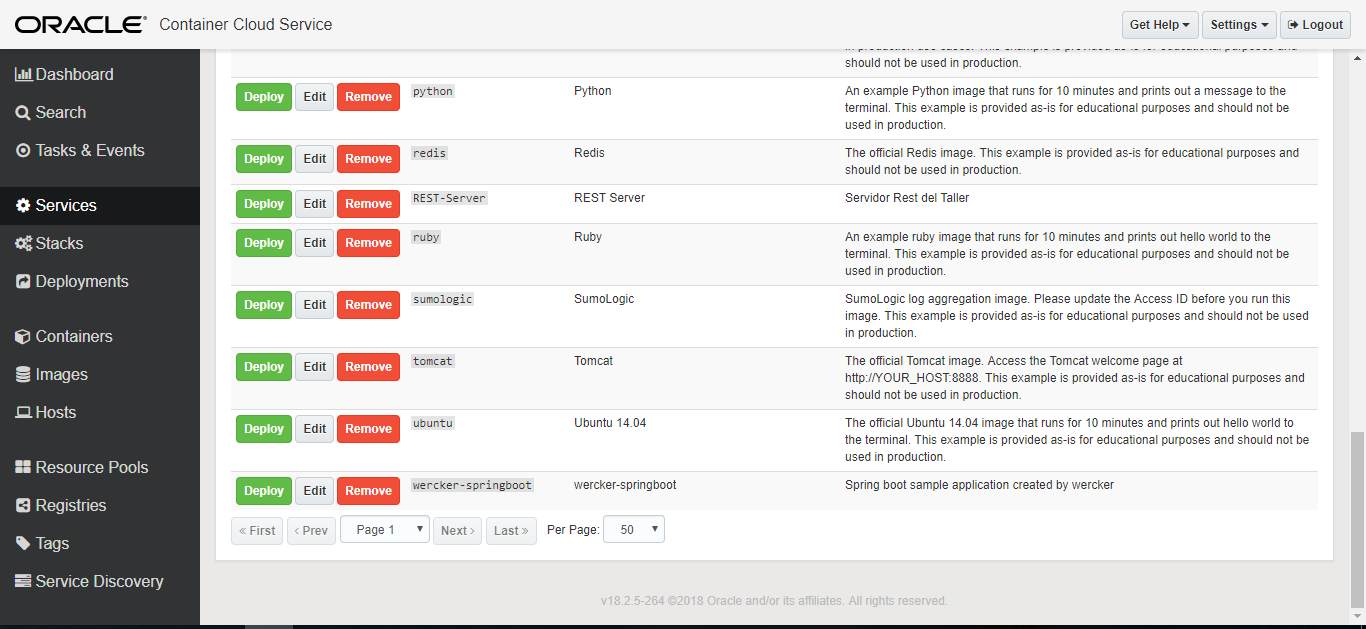 ORACLE® Container Cloud Service Get Help Settings Logout
Dashboard
Search
Tasks & Events
Services
Stacks
Deployments
Containers
Images
Hosts
Resource Pools
Registries
Tags
Service Discovery
in production use cases. This example is provided as-is for educational purposes and
should not be used in production.
Deploy Edit Remove python Python An example Python image that runs for 10 minutes and prints out a message to the
terminal. This example is provided as-is for educational purposes and should not be
used in production.
Deploy Edit Remove redis Redis The official Redis image. This example is provided as-is for educational purposes and
should not be used in production.
Deploy Edit Remove REST-Server REST Server Servidor Rest del Taller
Deploy Edit Remove ruby Ruby An example ruby image that runs for 10 minutes and prints out hello world to the
terminal. This example is provided as-is for educational purposes and should not be
used in production.
Deploy Edit Remove sumologic SumoLogic SumoLogic log aggregation image. Please update the Access ID before you run this
image. This example is provided as-is for educational purposes and should not be used
in production.
Deploy Edit Remove tomcat Tomcat The official Tomcat image. Access the Tomcat welcome page at
http://YOUR_HOST:8888. This example is provided as-is for educational purposes and
should not be used in production.
Deploy Edit Remove ubuntu Ubuntu 14.04 The official Ubuntu 14.04 image that runs for 10 minutes and prints out hello world to
the terminal. This example is provided as-is for educational purposes and should not be
used in production.
Deploy Edit Remove wercker-springboot wercker-springboot Spring boot sample application created by wercker
« First ‹ Prev Page 1 Next › Last » Per Page: 50
v18.2.5-264 ©2018 Oracle and/or its affiliates. All rights reserved.